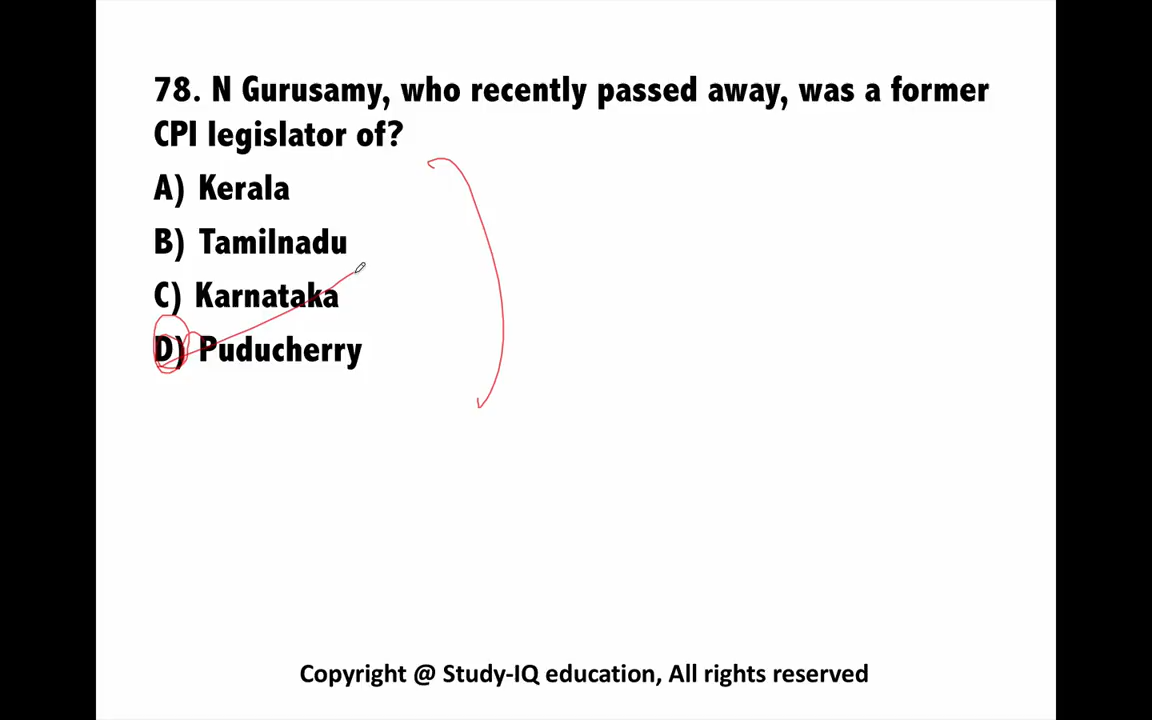 78. N Gurusamy, who recently passed away, was a former
CPI legislator of?
A) Kerala
B) Tamilnadu
C) Karnataka
D) Puducherry
Copyright @ Study-IQ education, All rights reserved